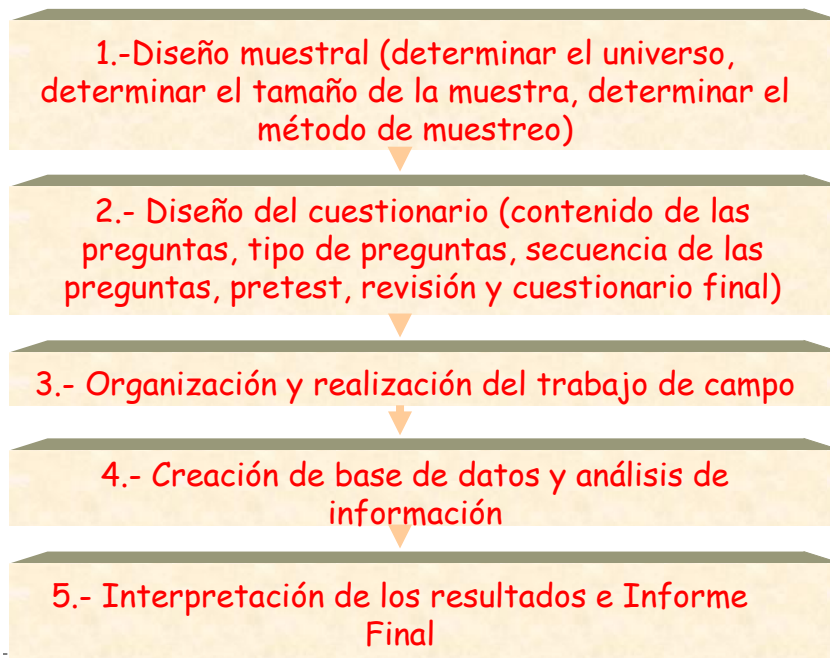 1.-Diseño muestral (determinar el universo,
determinar el tamaño de la muestra, determinar el
método de muestreo)
2.- Diseño del cuestionario (contenido de las
preguntas, tipo de preguntas, secuencia de las
preguntas, pretest, revisión y cuestionario final)
3.- Organización y realización del trabajo de campo
4.- Creación de base de datos y análisis de
información
5.- Interpretación de los resultados e Informe
Final
-